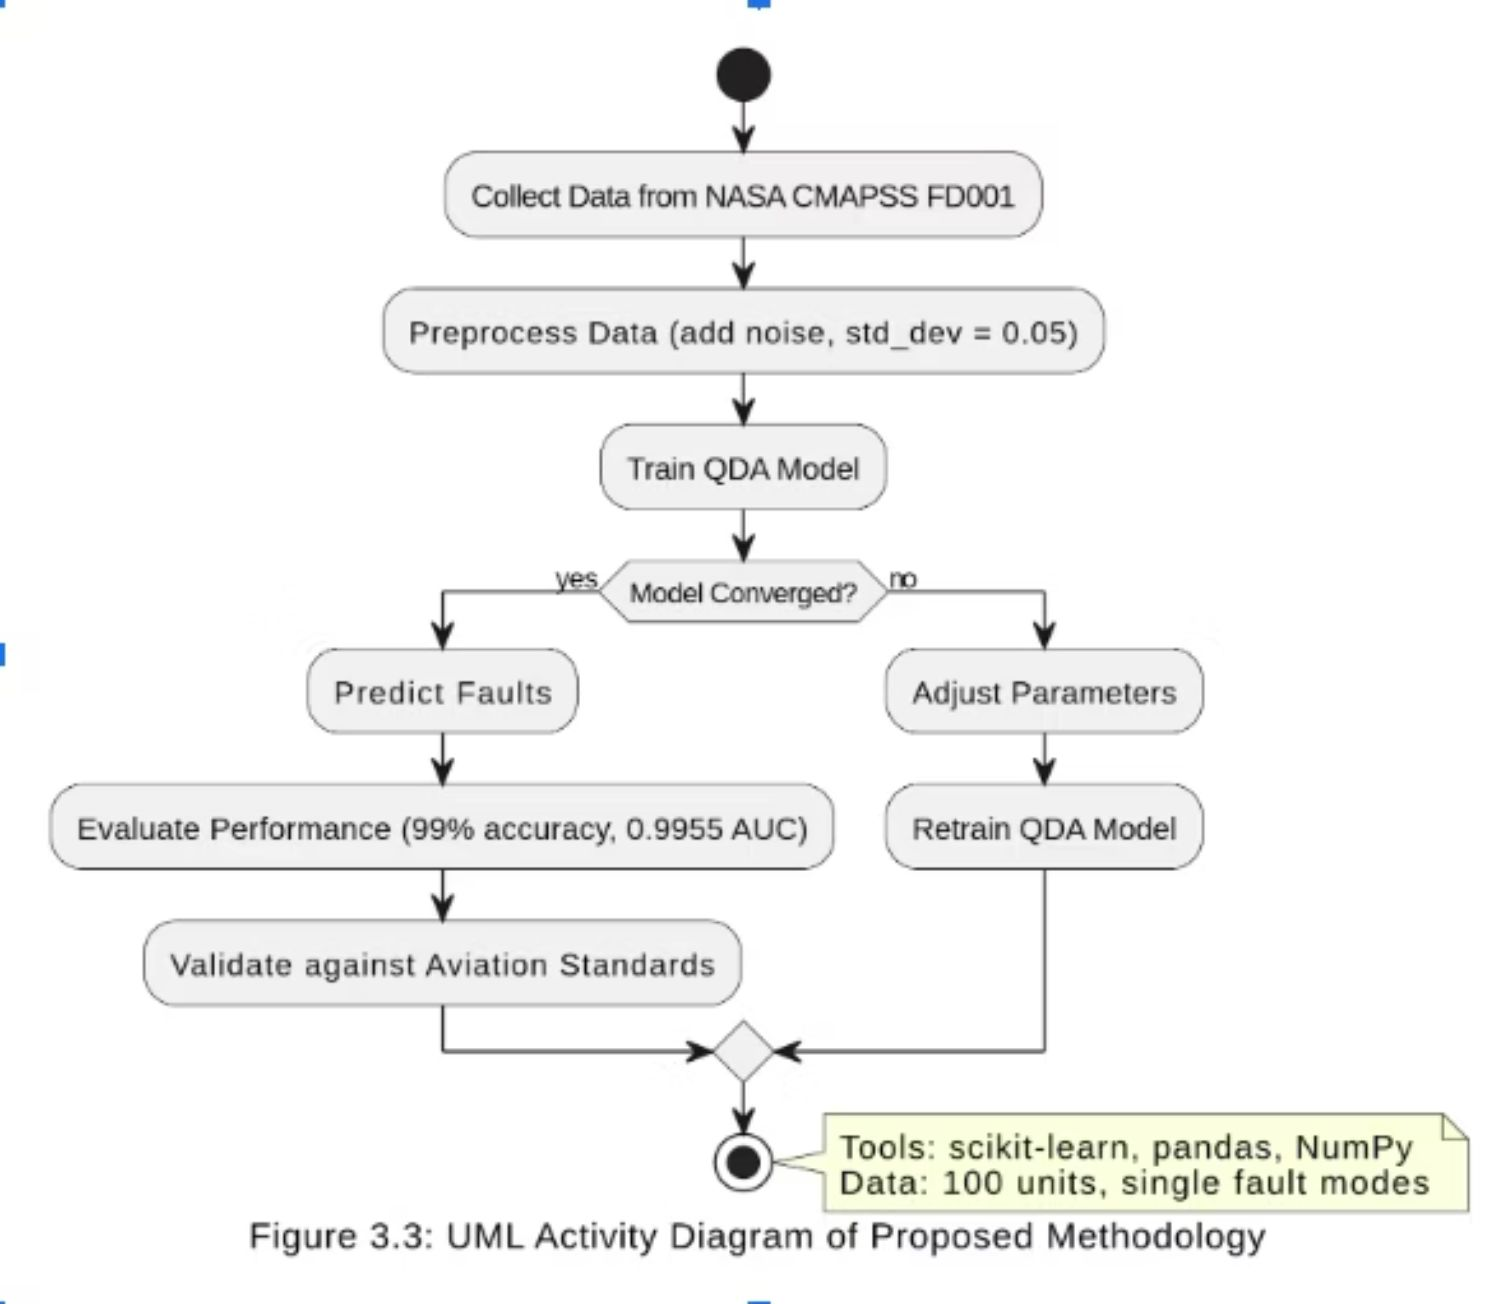 Collect Data from NASA CMAPSS FD001
Preprocess Data (add noise, std_dev = 0.05)
Train QDA Model
yes
Model Converged?
no
Predict Faults
Adjust Parameters
Evaluate Performance (99% accuracy, 0.9955 AUC)
Retrain QDA Model
Validate against Aviation Standards
Tools: scikit-learn, pandas, NumPy
Data: 100 units, single fault modes
Figure 3.3: UML Activity Diagram of Proposed Methodology